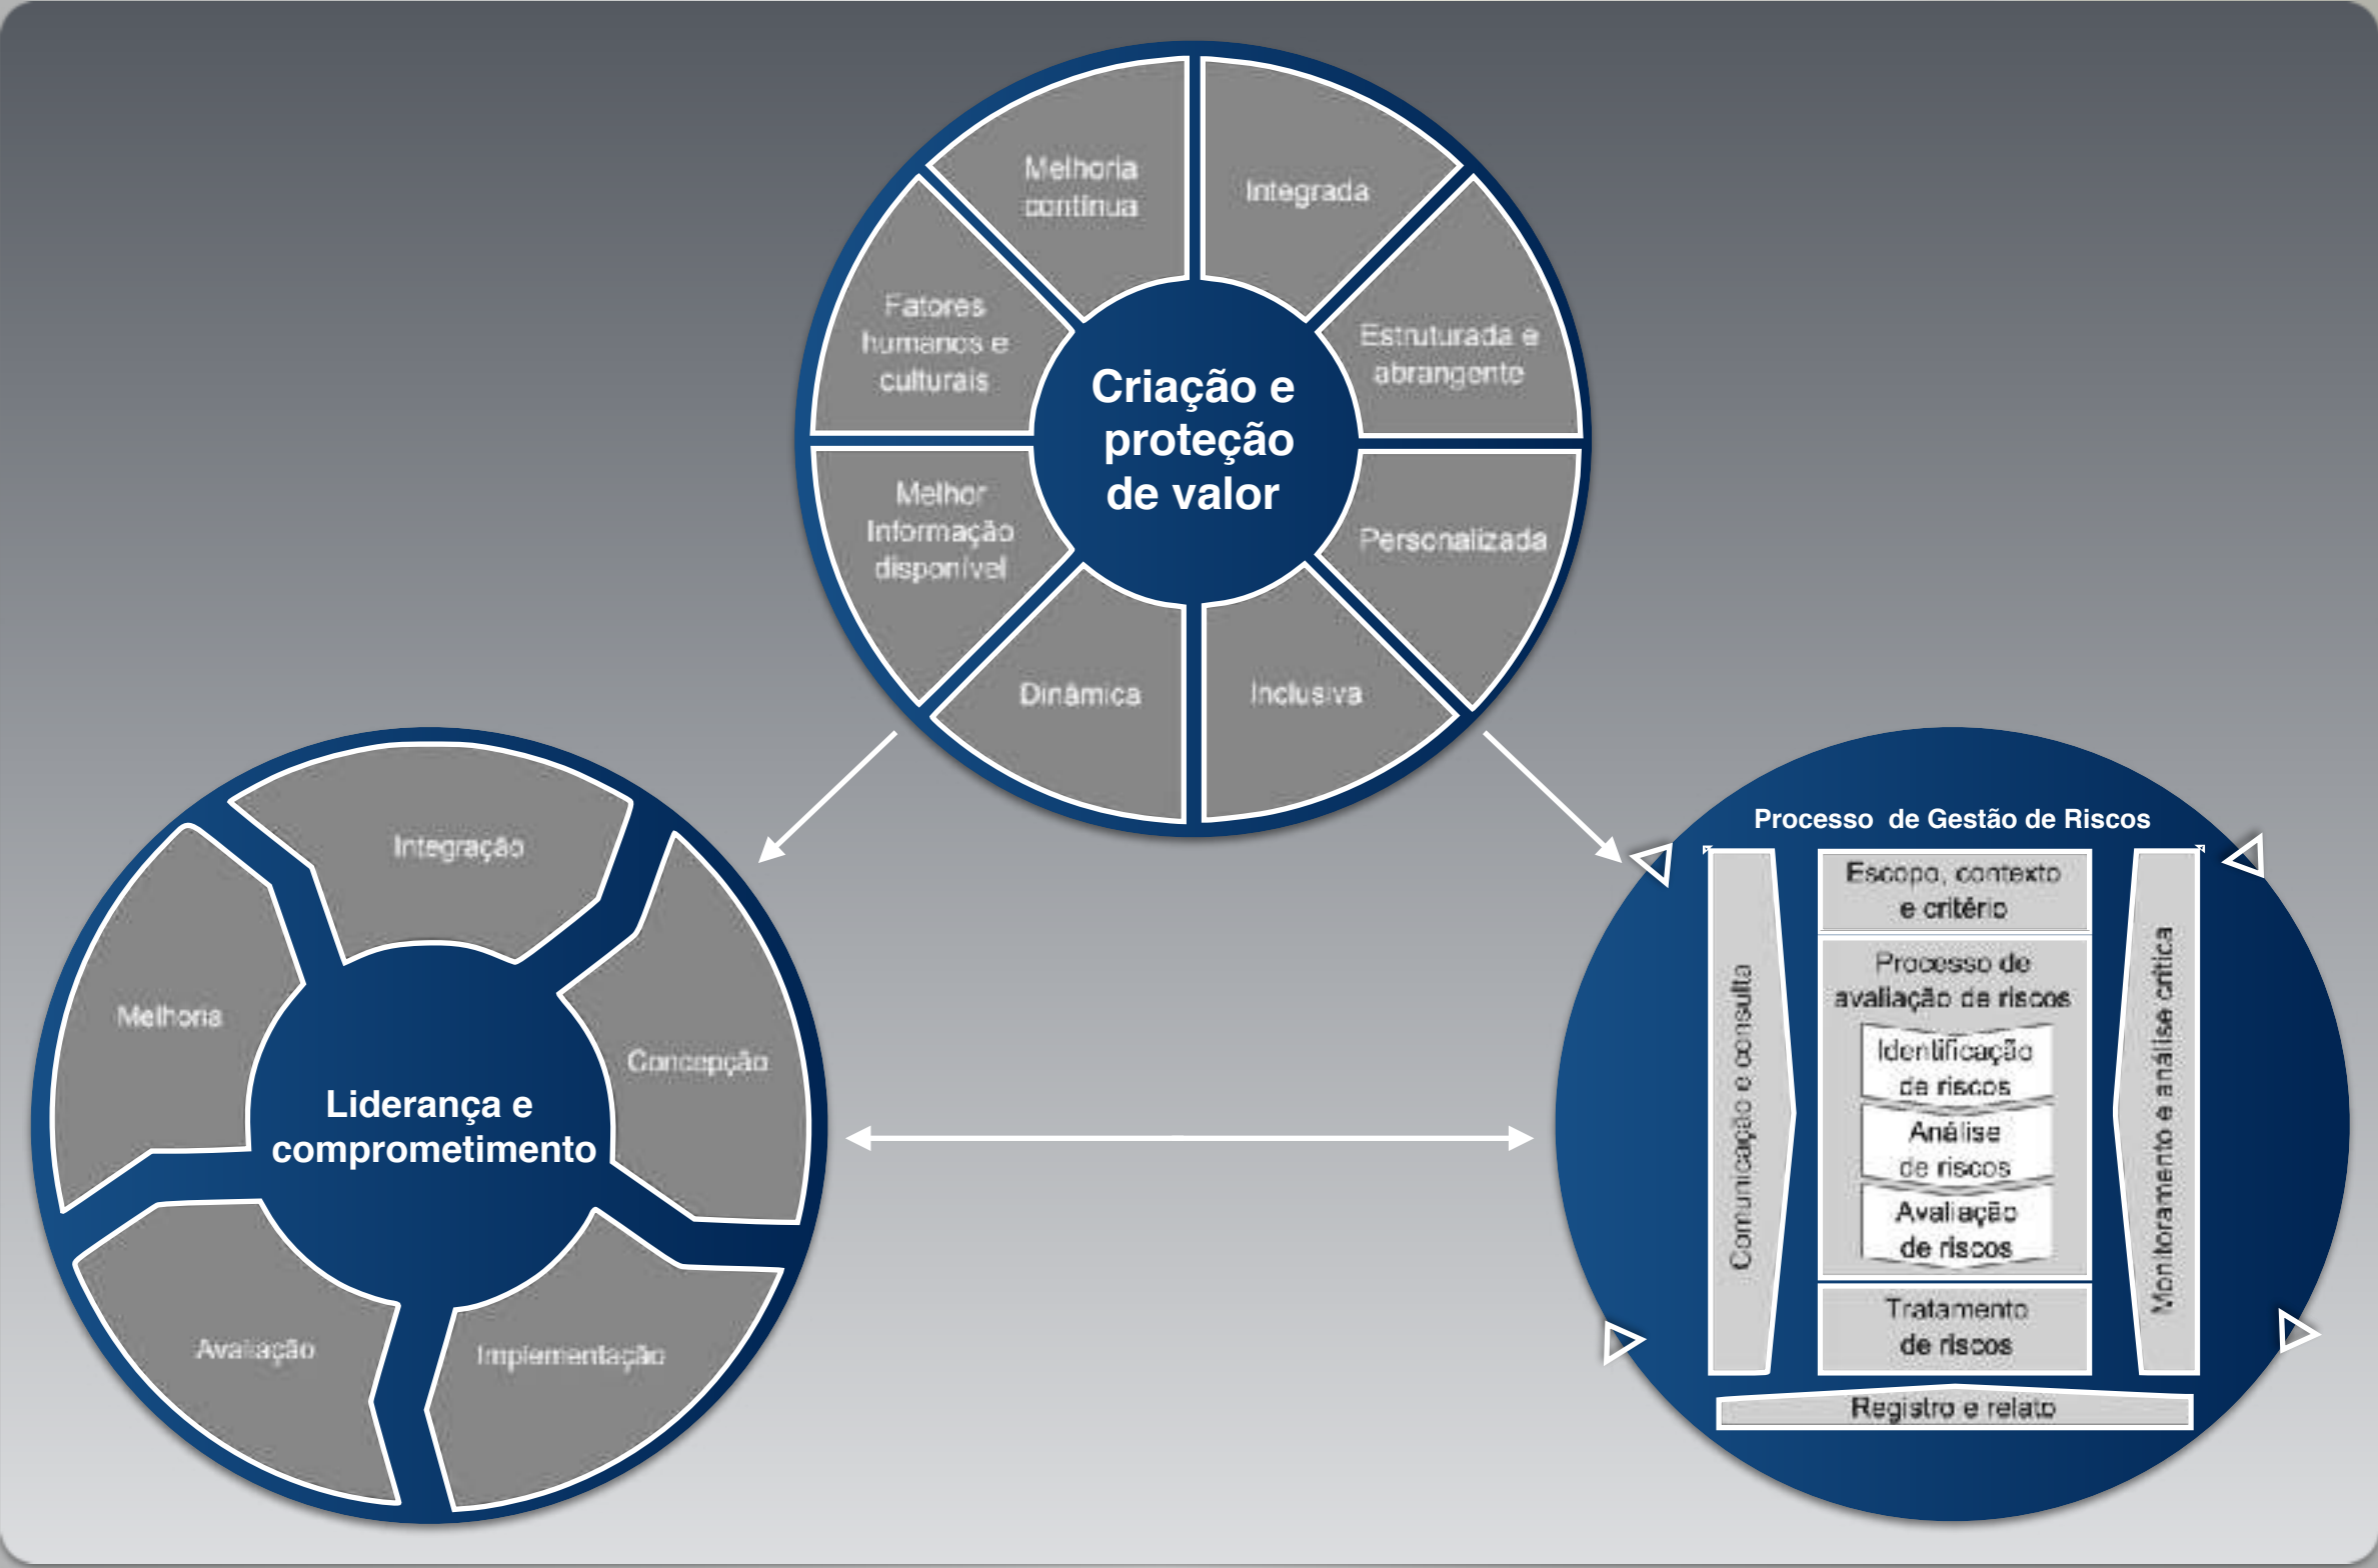 Melhoria
contínua
Integrada
Estruturada e
abrangente
Personalizada
Inclusiva
Dinâmica
Melhor
Informação
disponível
Fatores
humanos e
culturais
Criação e
proteção
de valor
Integração
Concepção
Implementação
Avaliação
Melhoria
Liderança e
comprometimento
Processo de Gestão de Riscos
Comunicação e consulta
Escopo, contexto
e critério
Processo de
avaliação de riscos
Identificação
de riscos
Análise
de riscos
Avaliação
de riscos
Tratamento
de riscos
Monitoramento e análise crítica
Registro e relato